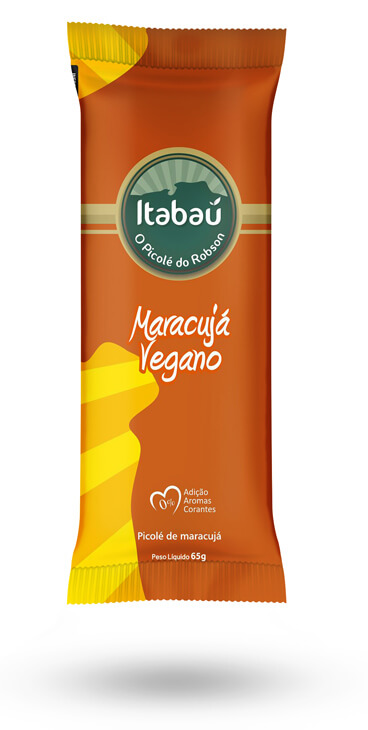 Itabaú
O Picolé do Robson
Maracujá
Vegano
0%
Adição
Aromas
Corantes
Picolé de maracujá
Peso Líquido 65g